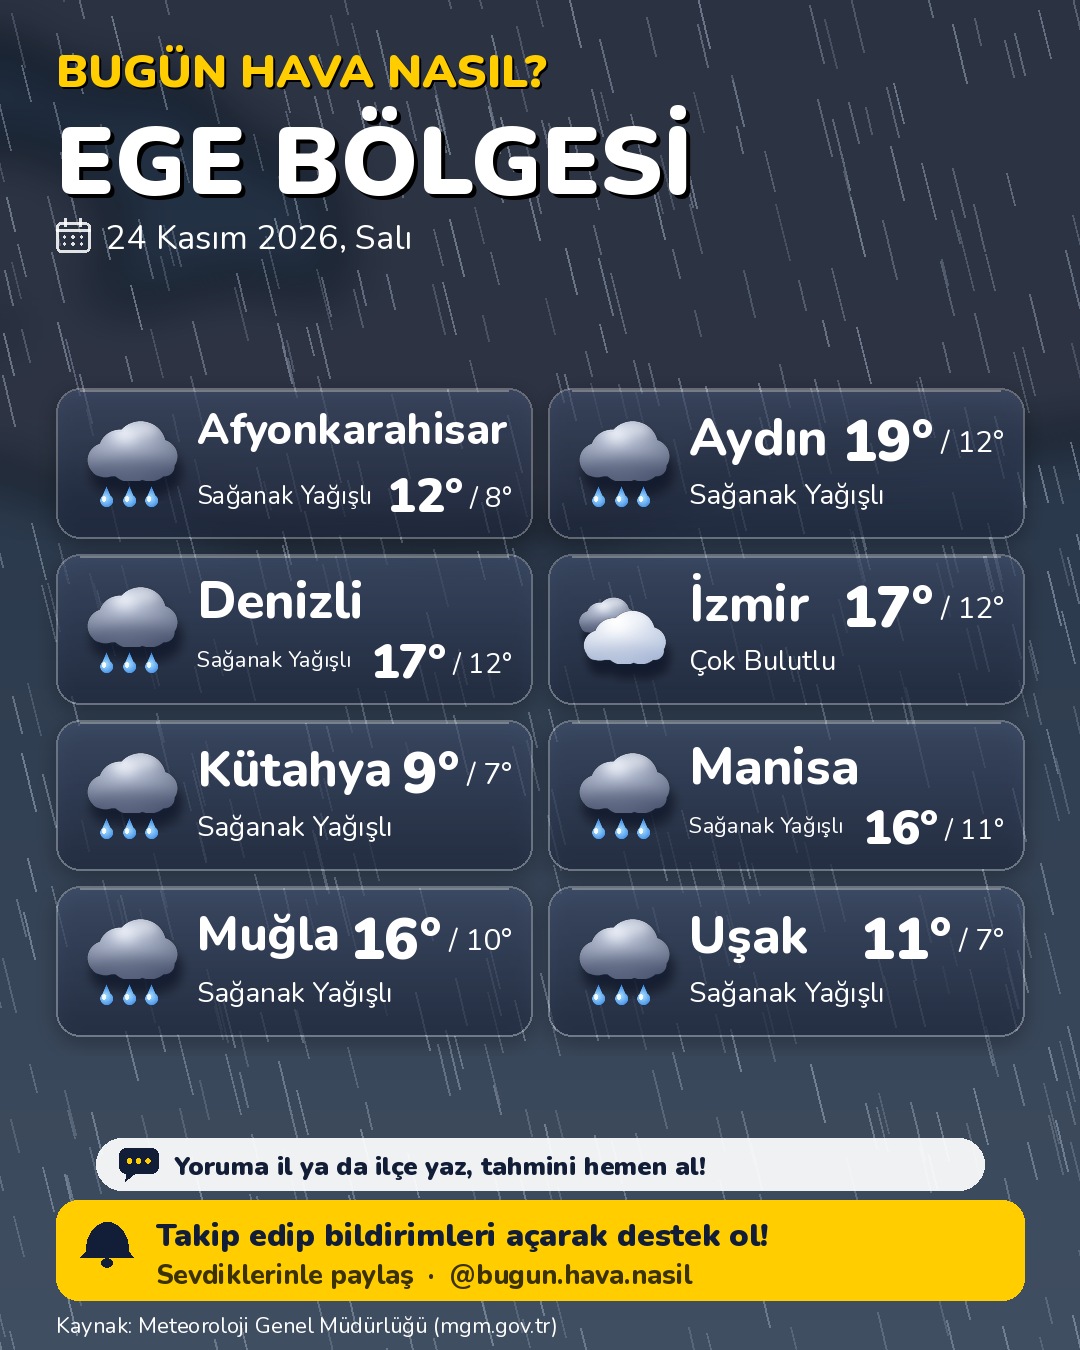 BUGÜN HAVA NASIL?
EGE BÖLGESİ
24 Kasım 2026, Salı
Afyonkarahisar
Sağanak Yağışlı 12° / 8°
Aydın 19° / 12°
Sağanak Yağışlı
Denizli
Sağanak Yağışlı 17° / 12°
İzmir 17° / 12°
Çok Bulutlu
Kütahya 9° / 7°
Sağanak Yağışlı
Manisa
Sağanak Yağışlı 16° / 11°
Muğla 16° / 10°
Sağanak Yağışlı
Uşak 11° / 7°
Sağanak Yağışlı
Yoruma il ya da ilçe yaz, tahmini hemen al!
Takip edip bildirimleri açarak destek ol!
Sevdiklerinle paylaş · @bugun.hava.nasil
Kaynak: Meteoroloji Genel Müdürlüğü (mgm.gov.tr)